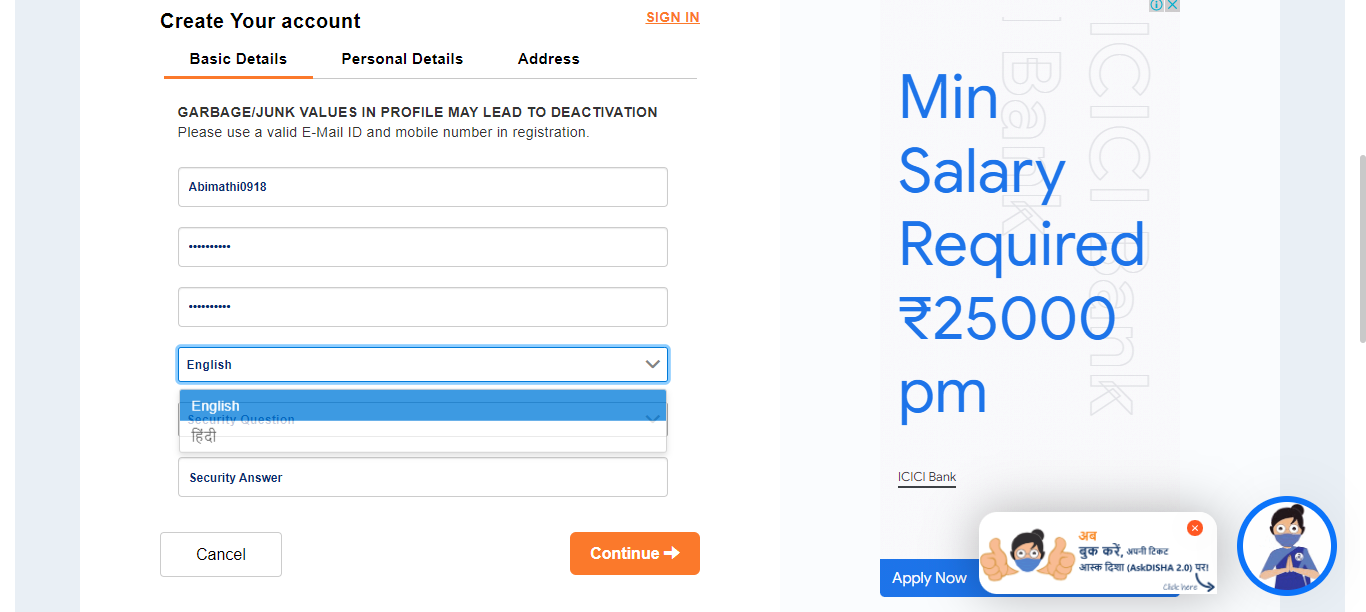 Create Your account
SIGN IN
Basic Details
Personal Details
Address
GARBAGE/JUNK VALUES IN PROFILE MAY LEAD TO DEACTIVATION
Please use a valid E-Mail ID and mobile number in registration.
Abimathi0918
••••••••••
••••••••••
English
English
Security Question
हिंदी
Security Answer
Cancel
Continue
ICICI Bank
Min
Salary
Required
₹25000
pm
ICICI Bank
Apply Now
अब
बुक करें, अपनी टिकट
आस्क दिशा (AskDISHA 2.0) पर!
Click here